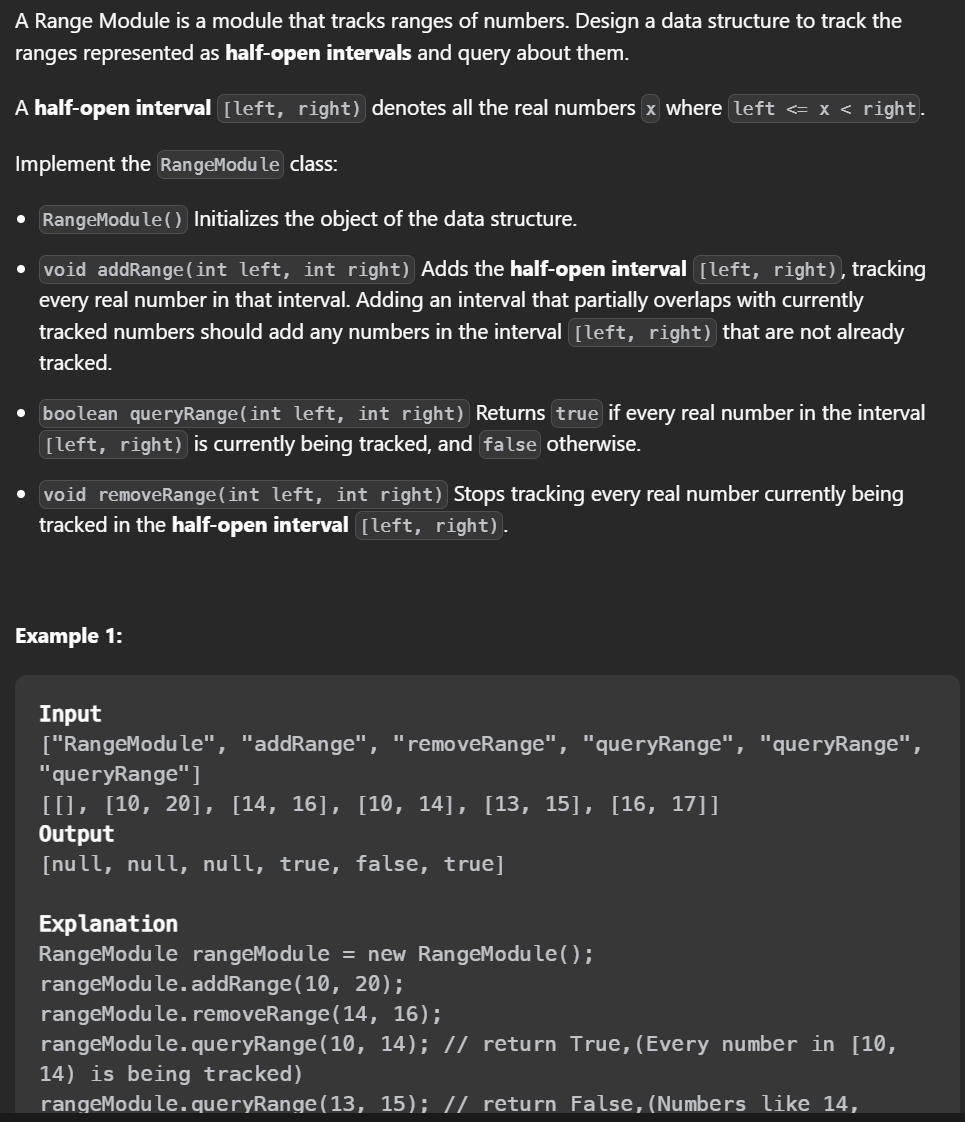 A Range Module is a module that tracks ranges of numbers. Design a data structure to track the
ranges represented as half-open intervals and query about them.
A half-open interval [left, right) denotes all the real numbers x where left <= x < right.
Implement the RangeModule class:
• RangeModule() Initializes the object of the data structure.
• void addRange(int left, int right) Adds the half-open interval [left, right), tracking
every real number in that interval. Adding an interval that partially overlaps with currently
tracked numbers should add any numbers in the interval [left, right) that are not already
tracked.
• boolean queryRange(int left, int right) Returns true if every real number in the interval
[left, right) is currently being tracked, and false otherwise.
• void removeRange(int left, int right) Stops tracking every real number currently being
tracked in the half-open interval [left, right).
Example 1:
Input
["RangeModule", "addRange", "removeRange", "queryRange", "queryRange",
"queryRange"]
[[], [10, 20], [14, 16], [10, 14], [13, 15], [16, 17]]
Output
[null, null, null, true, false, true]
Explanation
RangeModule rangeModule = new RangeModule();
rangeModule.addRange(10, 20);
rangeModule.removeRange(14, 16);
rangeModule.queryRange(10, 14); // return True,(Every number in [10,
14) is being tracked)
rangeModule.queryRange(13, 15); // return False,(Numbers like 14,